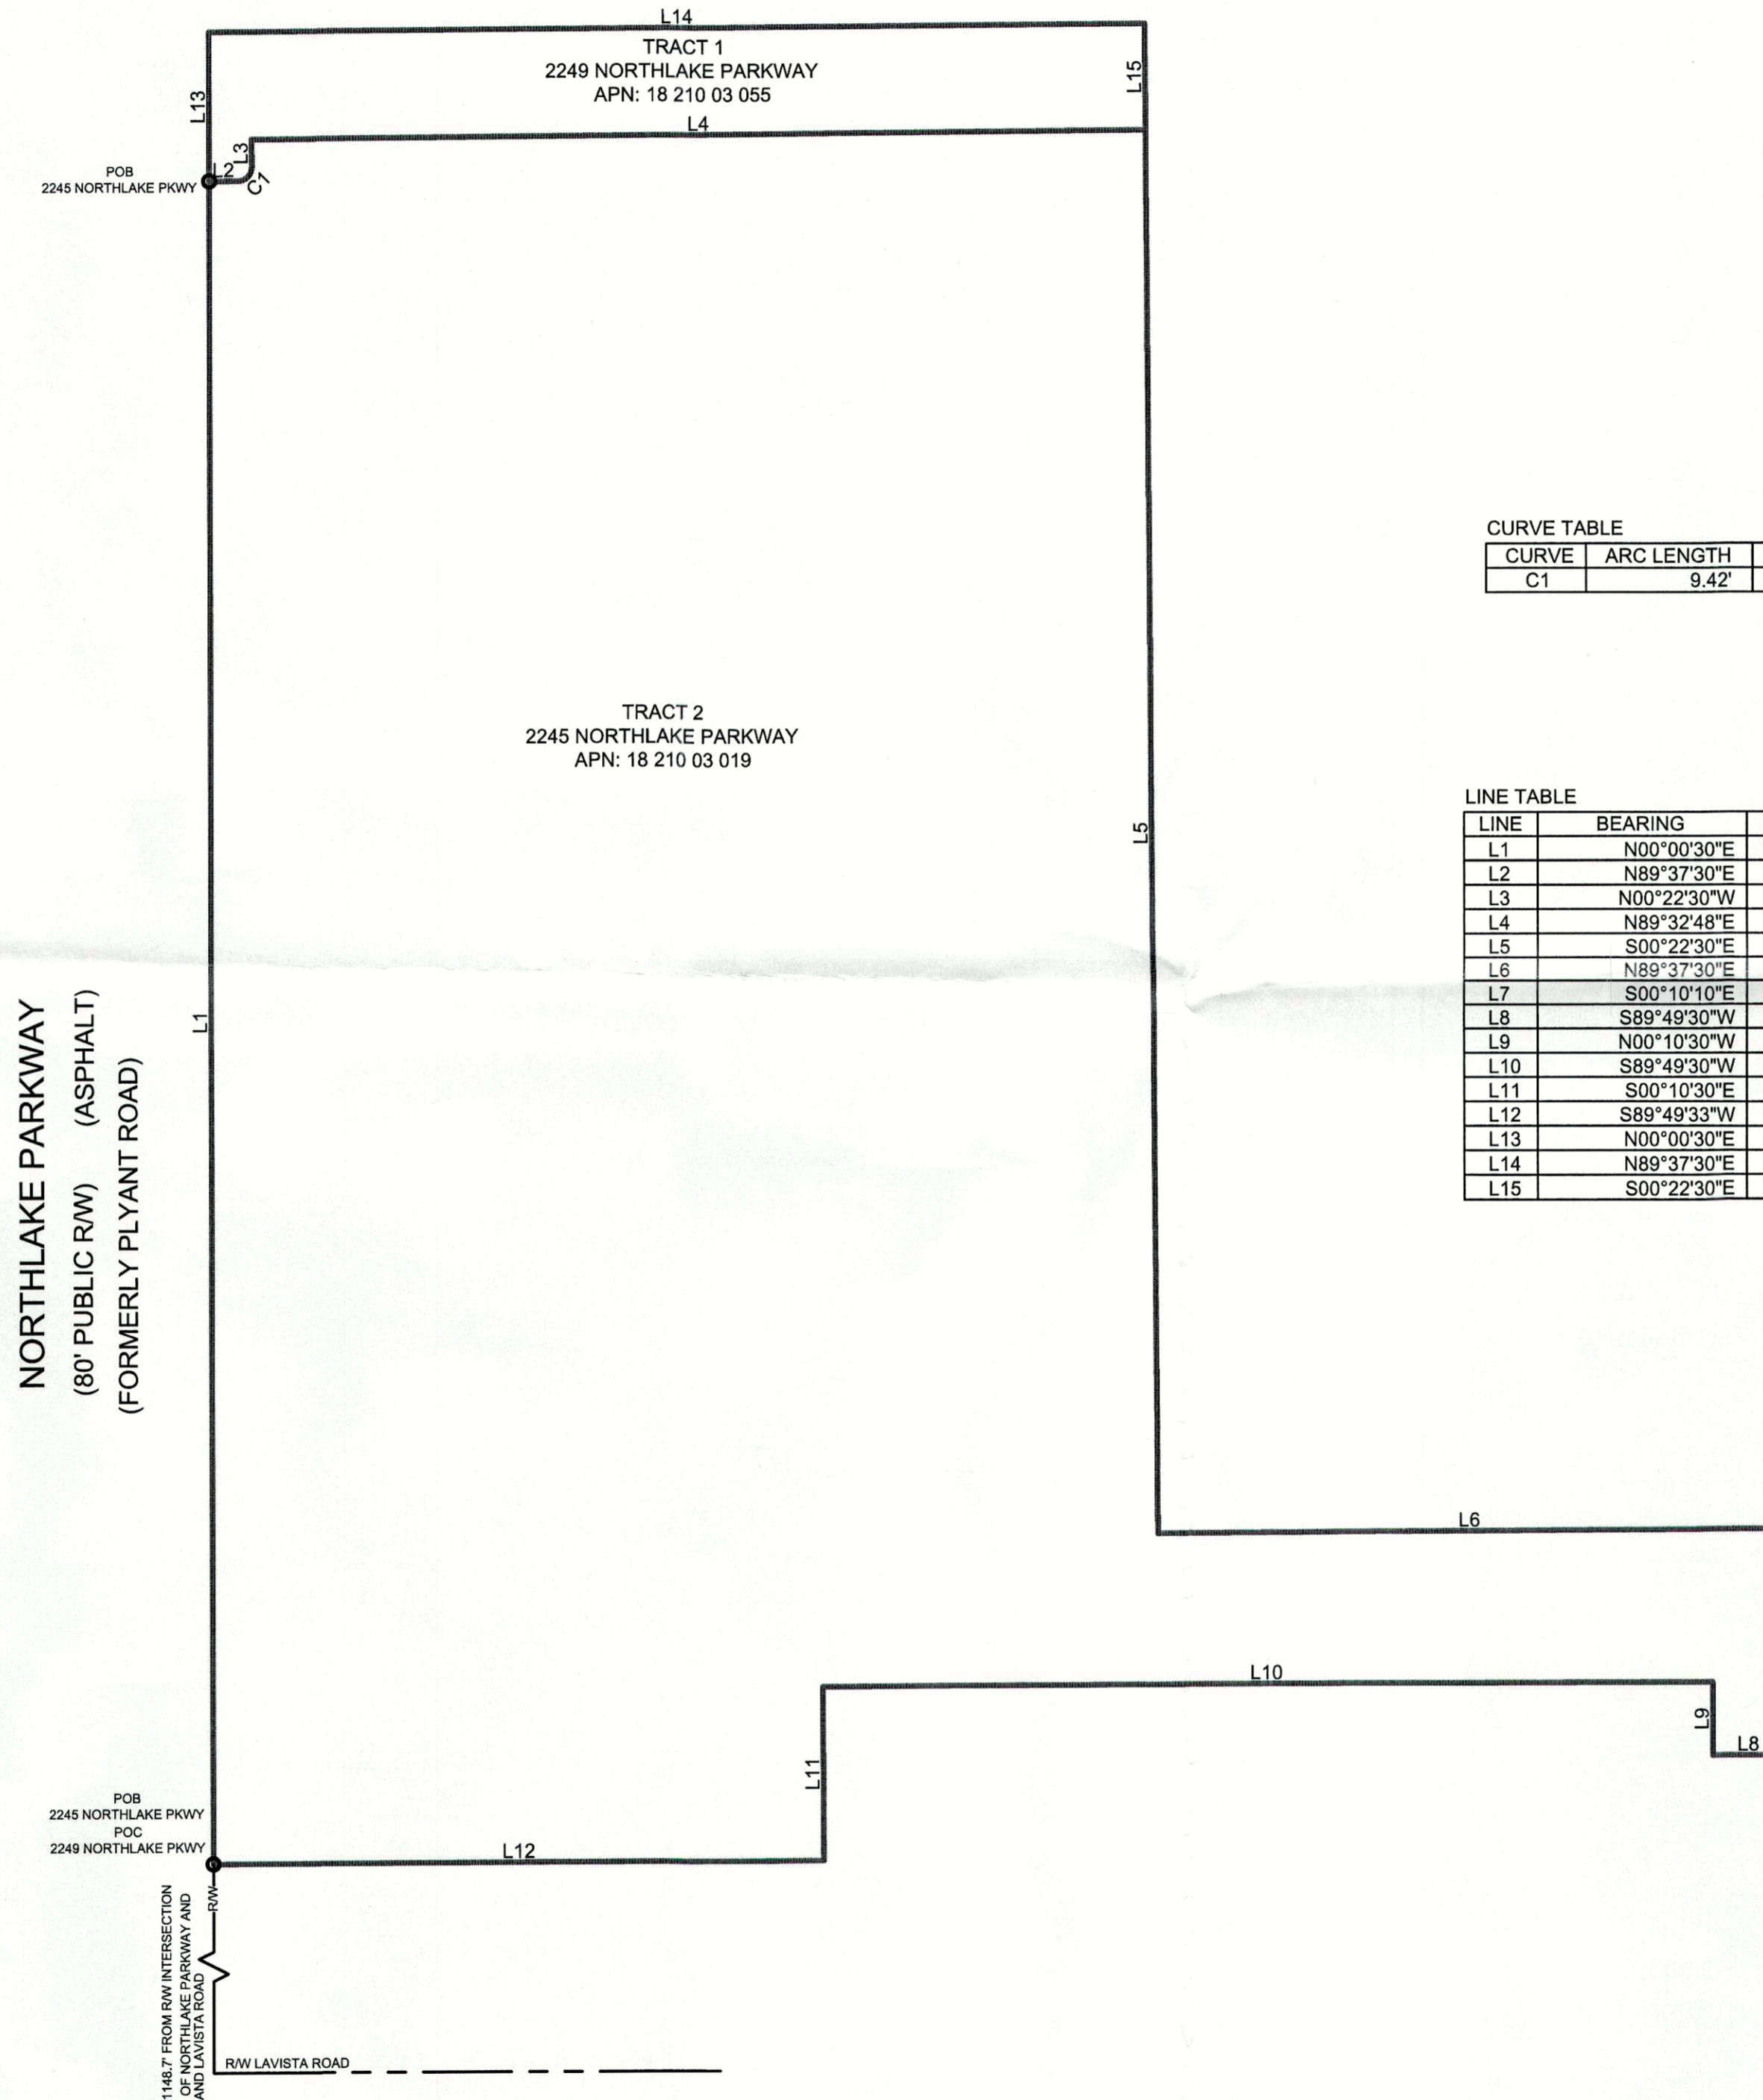 L14
TRACT 1
2249 NORTHLAKE PARKWAY
APN: 18 210 03 055
L13
L15
L4
L3
L2
C1
POB
2245 NORTHLAKE PKWY
CURVE TABLE
CURVE ARC LENGTH
C1 9.42'
TRACT 2
2245 NORTHLAKE PARKWAY
APN: 18 210 03 019
L5
LINE TABLE
LINE BEARING
L1 N00°00'30"E
L2 N89°37'30"E
L3 N00°22'30"W
L4 N89°32'48"E
L5 S00°22'30"E
L6 N89°37'30"E
L7 S00°10'10"E
L8 S89°49'30"W
L9 N00°10'30"W
L10 S89°49'30"W
L11 S00°10'30"E
L12 S89°49'33"W
L13 N00°00'30"E
L14 N89°37'30"E
L15 S00°22'30"E
L1
NORTHLAKE PARKWAY
(80' PUBLIC R/W) (ASPHALT)
(FORMERLY PLYANT ROAD)
L6
L10
L9
L8
L11
L12
POB
2245 NORTHLAKE PKWY
POC
2249 NORTHLAKE PKWY
R/W
1148.7' FROM R/W INTERSECTION
OF NORTHLAKE PARKWAY AND
AND LAVISTA ROAD
R/W LAVISTA ROAD